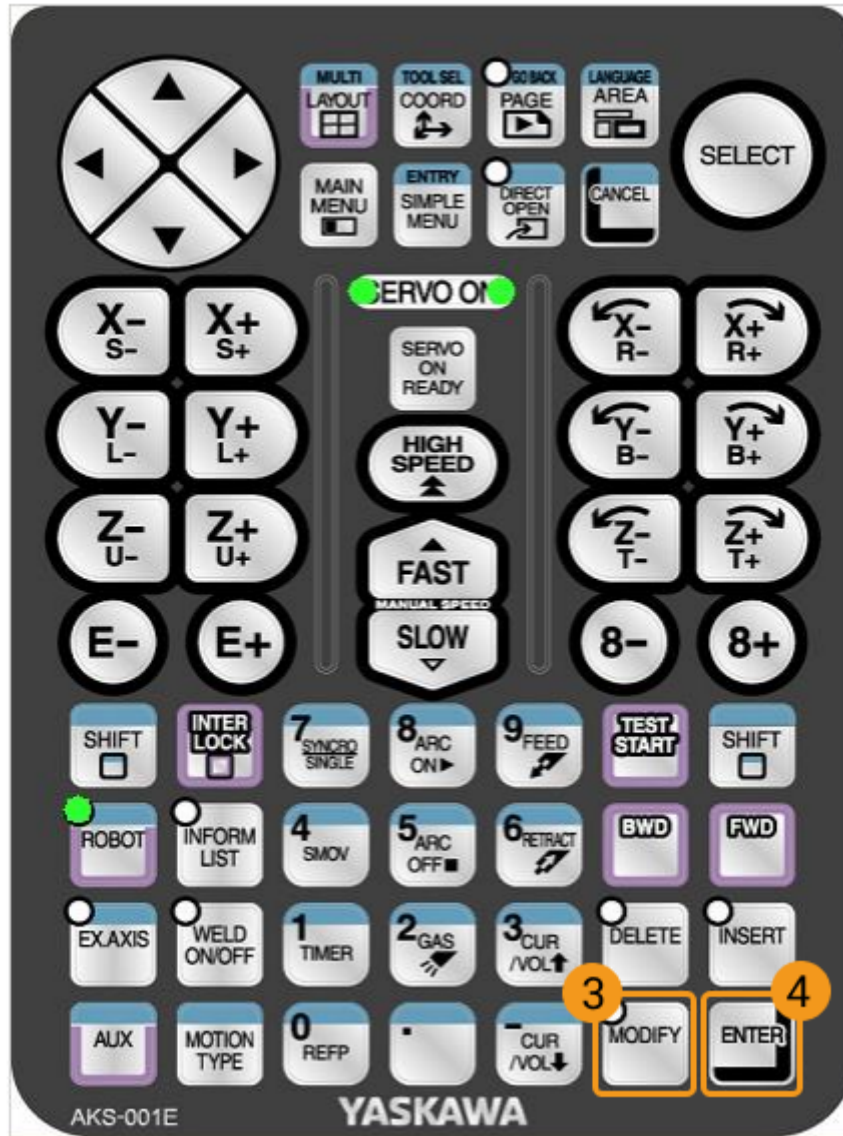 MULTI
LAYOUT
TOOL SEL
COORD
GO BACK
PAGE
LANGUAGE
AREA
SELECT
MAIN
MENU
ENTRY
SIMPLE
MENU
DIRECT
OPEN
CANCEL
SERVO ON
X-
S-
X+
S+
SERVO
ON
READY
X-
R-
X+
R+
Y-
L-
Y+
L+
HIGH
SPEED
Y-
B-
Y+
B+
Z-
U-
Z+
U+
FAST
MANUAL SPEED
SLOW
Z-
T-
Z+
T+
E-
E+
8-
8+
SHIFT
INTER
LOCK
7
SYNCRO
SINGLE
8 ARC
ON
9 FEED
TEST
START
SHIFT
ROBOT
INFORM
LIST
4
SMOV
5 ARC
OFF
6 RETRACT
BWD
FWD
EX.AXIS
WELD
ON/OFF
1
TIMER
2 GAS
3 CUR
/VOL
DELETE
INSERT
3
4
AUX
MOTION
TYPE
0
REFP
.
- CUR
/VOL
MODIFY
ENTER
AKS-001E
YASKAWA